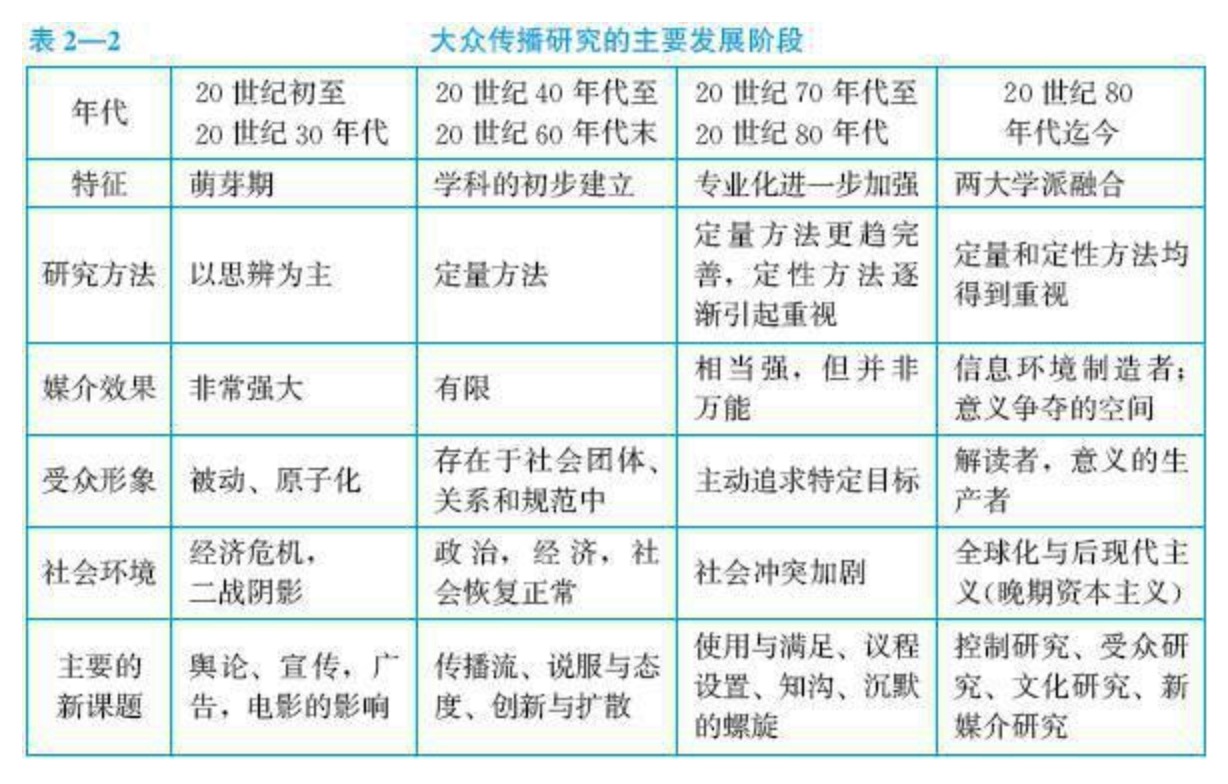 表 2—2 大众传播研究的主要发展阶段
年代
20 世纪初至
20 世纪 30 年代
20 世纪 40 年代至
20 世纪 60 年代末
20 世纪 70 年代至
20 世纪 80 年代
20 世纪 80
年代迄今
特征
萌芽期
学科的初步建立
专业化进一步加强
两大学派融合
研究方法
以思辨为主
定量方法
定量方法更趋完
善，定性方法逐
渐引起重视
定量和定性方法均
得到重视
媒介效果
非常强大
有限
相当强，但并非
万能
信息环境制造者；
意义争夺的空间
受众形象
被动、原子化
存在于社会团体、
关系和规范中
主动追求特定目标
解读者，意义的生
产者
社会环境
经济危机，
二战阴影
政治，经济，社
会恢复正常
社会冲突加剧
全球化与后现代主
义（晚期资本主义）
主要的
新课题
舆论、宣传，广
告，电影的影响
传播流、说服与态
度、创新与扩散
使用与满足、议程
设置、知沟、沉默
的螺旋
控制研究、受众研
究、文化研究、新
媒介研究